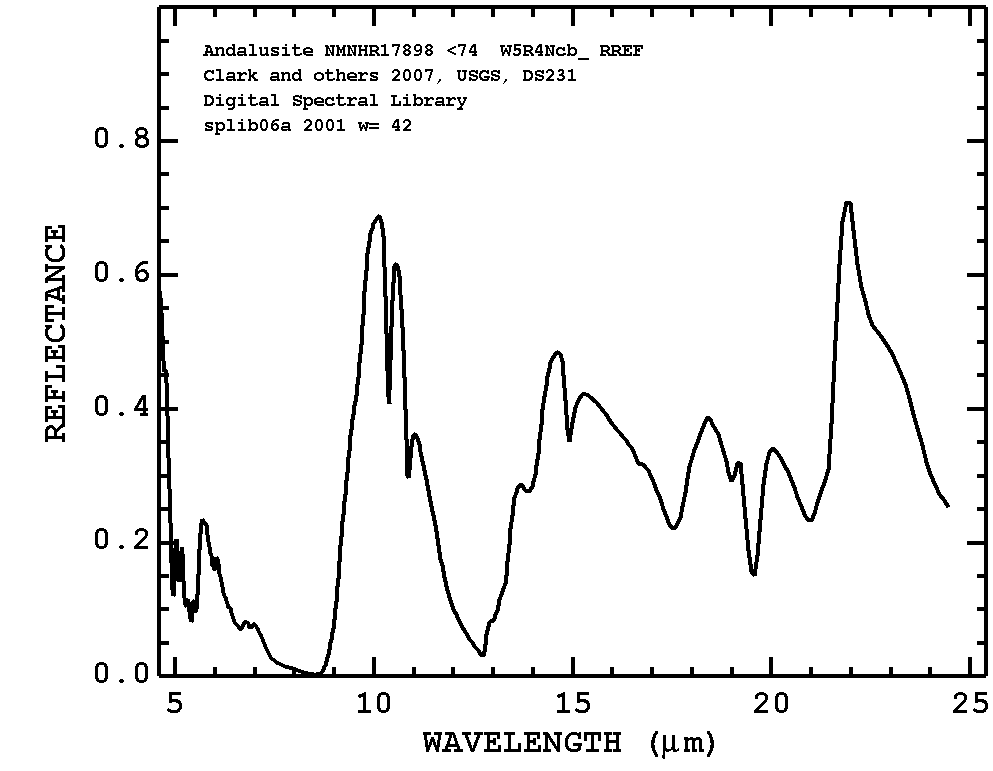 Andalusite NMNHR17898 <74 W5R4Ncb_ RREF
Clark and others 2007, USGS, DS231
Digital Spectral Library
splib06a 2001 w= 42
0.8
0.6
0.4
0.2
0.0
REFLECTANCE
5 10 15 20 25
WAVELENGTH (μm)